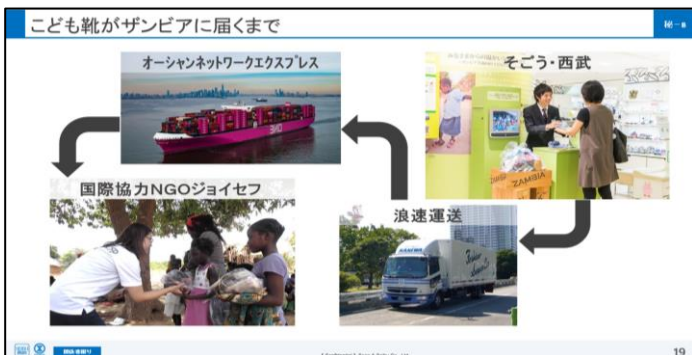 こども靴がザンビアに届くまで
秘-B
オーシャンネットワークエクスプレス
そごう・西武
ZAMBIA
国際協力NGOジョイセフ
浪速運送
19